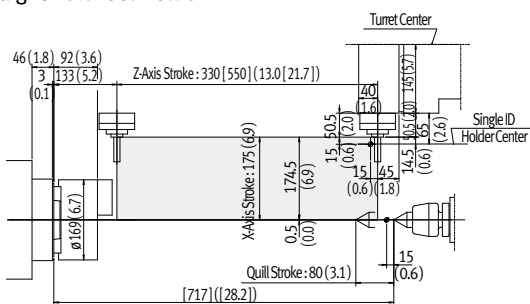 Turret Center
46 (1.8) 92 (3.6)
3 133 (5.2)
(0.1
Z-Axis Stroke : 330 [550] (13.0 [21.7])
145 (5.7)
40
(1.6)
50.5
(2.0)
50.5 (2.0)
65
(2.6)
Single ID
Holder Center
15
(0.6)
14.5
(0.6)
15 45
(0.6) (1.8)
X-Axis Stroke : 175 (6.9)
174.5
(6.9)
ø169 (6.7)
0.5
(0.0)
15
(0.6)
Quill Stroke : 80 (3.1)
[717] ([28.2])